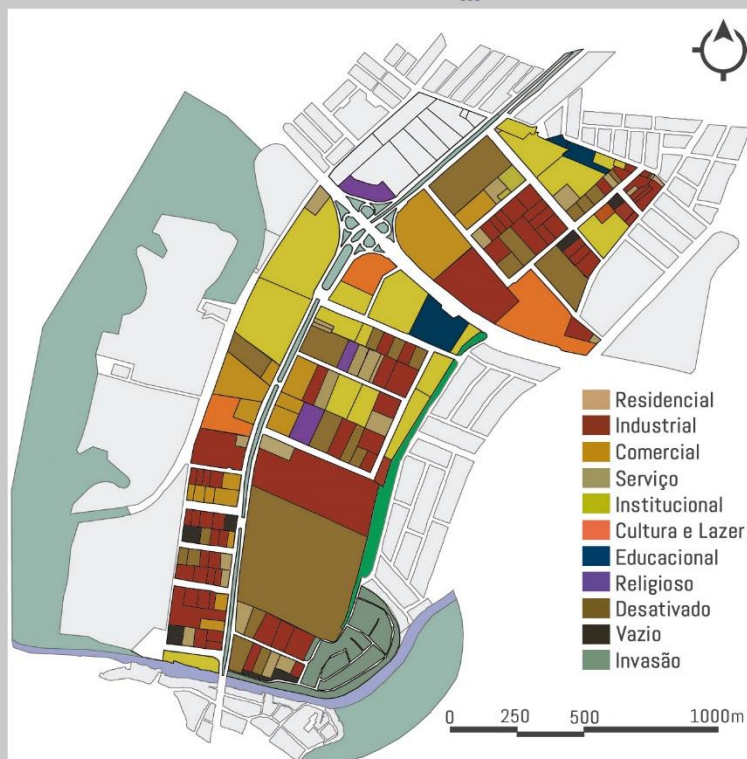 Residencial
Industrial
Comercial
Serviço
Institucional
Cultura e Lazer
Educacional
Religioso
Desativado
Vazio
Invasão
0 250 500 1000m